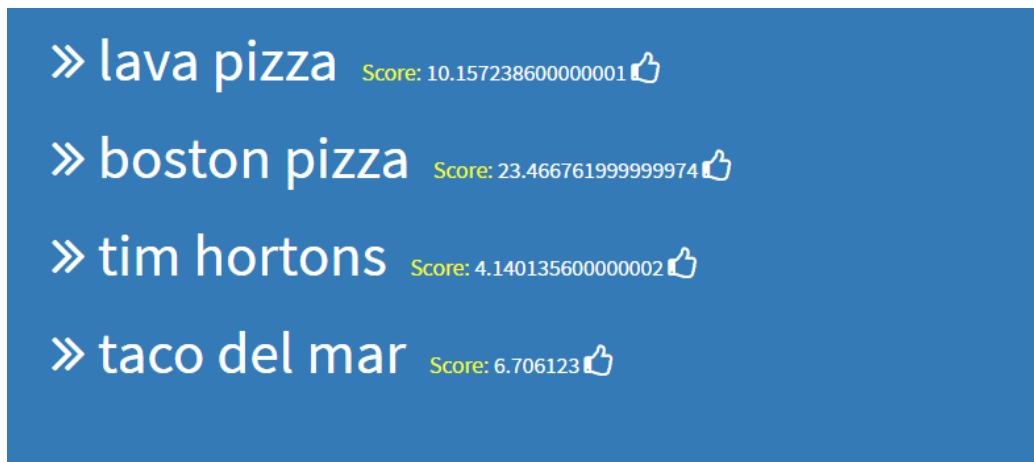 » lava pizza Score: 10.157238600000001
» boston pizza Score: 23.466761999999974
» tim hortons Score: 4.140135600000002
» taco del mar Score: 6.706123